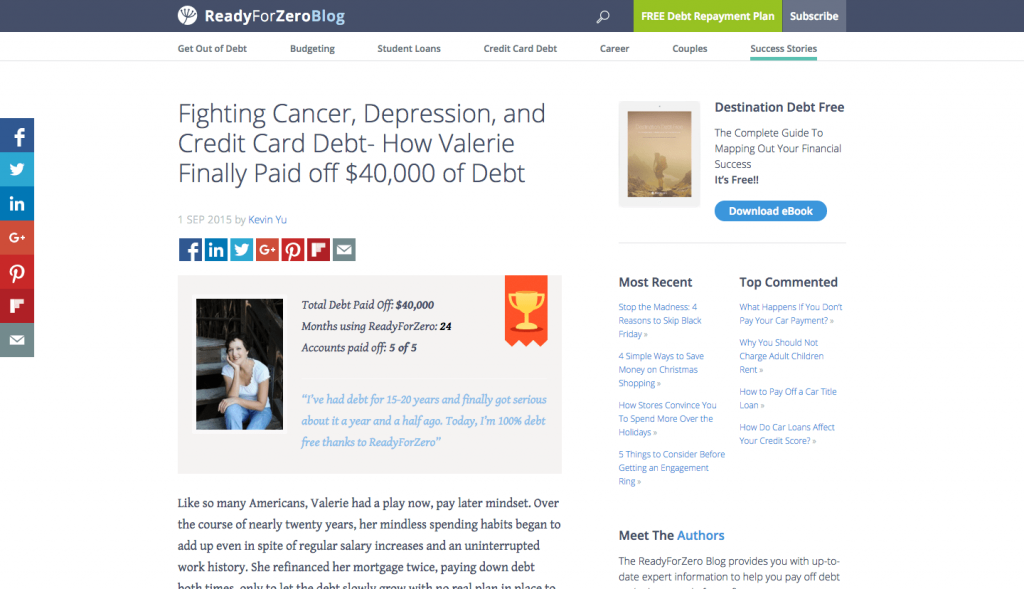 ReadyForZeroBlog
FREE Debt Repayment Plan
Subscribe
Get Out of Debt
Budgeting
Student Loans
Credit Card Debt
Career
Couples
Success Stories
Fighting Cancer, Depression, and
Credit Card Debt- How Valerie
Finally Paid off $40,000 of Debt
1 SEP 2015 by Kevin Yu
Total Debt Paid Off: $40,000
Months using ReadyForZero: 24
Accounts paid off: 5 of 5
“I’ve had debt for 15-20 years and finally got serious
about it a year and a half ago. Today, I’m 100% debt
free thanks to ReadyForZero”
Like so many Americans, Valerie had a play now, pay later mindset. Over
the course of nearly twenty years, her mindless spending habits began to
add up even in spite of regular salary increases and an uninterrupted
work history. She refinanced her mortgage twice, paying down debt
both times, only to let the debt slowly grow with no real plan in place to
Destination Debt Free
The Complete Guide To
Mapping Out Your Financial
Success
It’s Free!!
Download eBook
Most Recent
Stop the Madness: 4
Reasons to Skip Black
Friday »
4 Simple Ways to Save
Money on Christmas
Shopping »
How Stores Convince You
To Spend More Over the
Holidays »
5 Things to Consider Before
Getting an Engagement
Ring »
Top Commented
What Happens If You Don’t
Pay Your Car Payment? »
Why You Should Not
Charge Adult Children
Rent »
How to Pay Off a Car Title
Loan »
How Do Car Loans Affect
Your Credit Score? »
Meet The Authors
The ReadyForZero Blog provides you with up-to-
date expert information to help you pay off debt